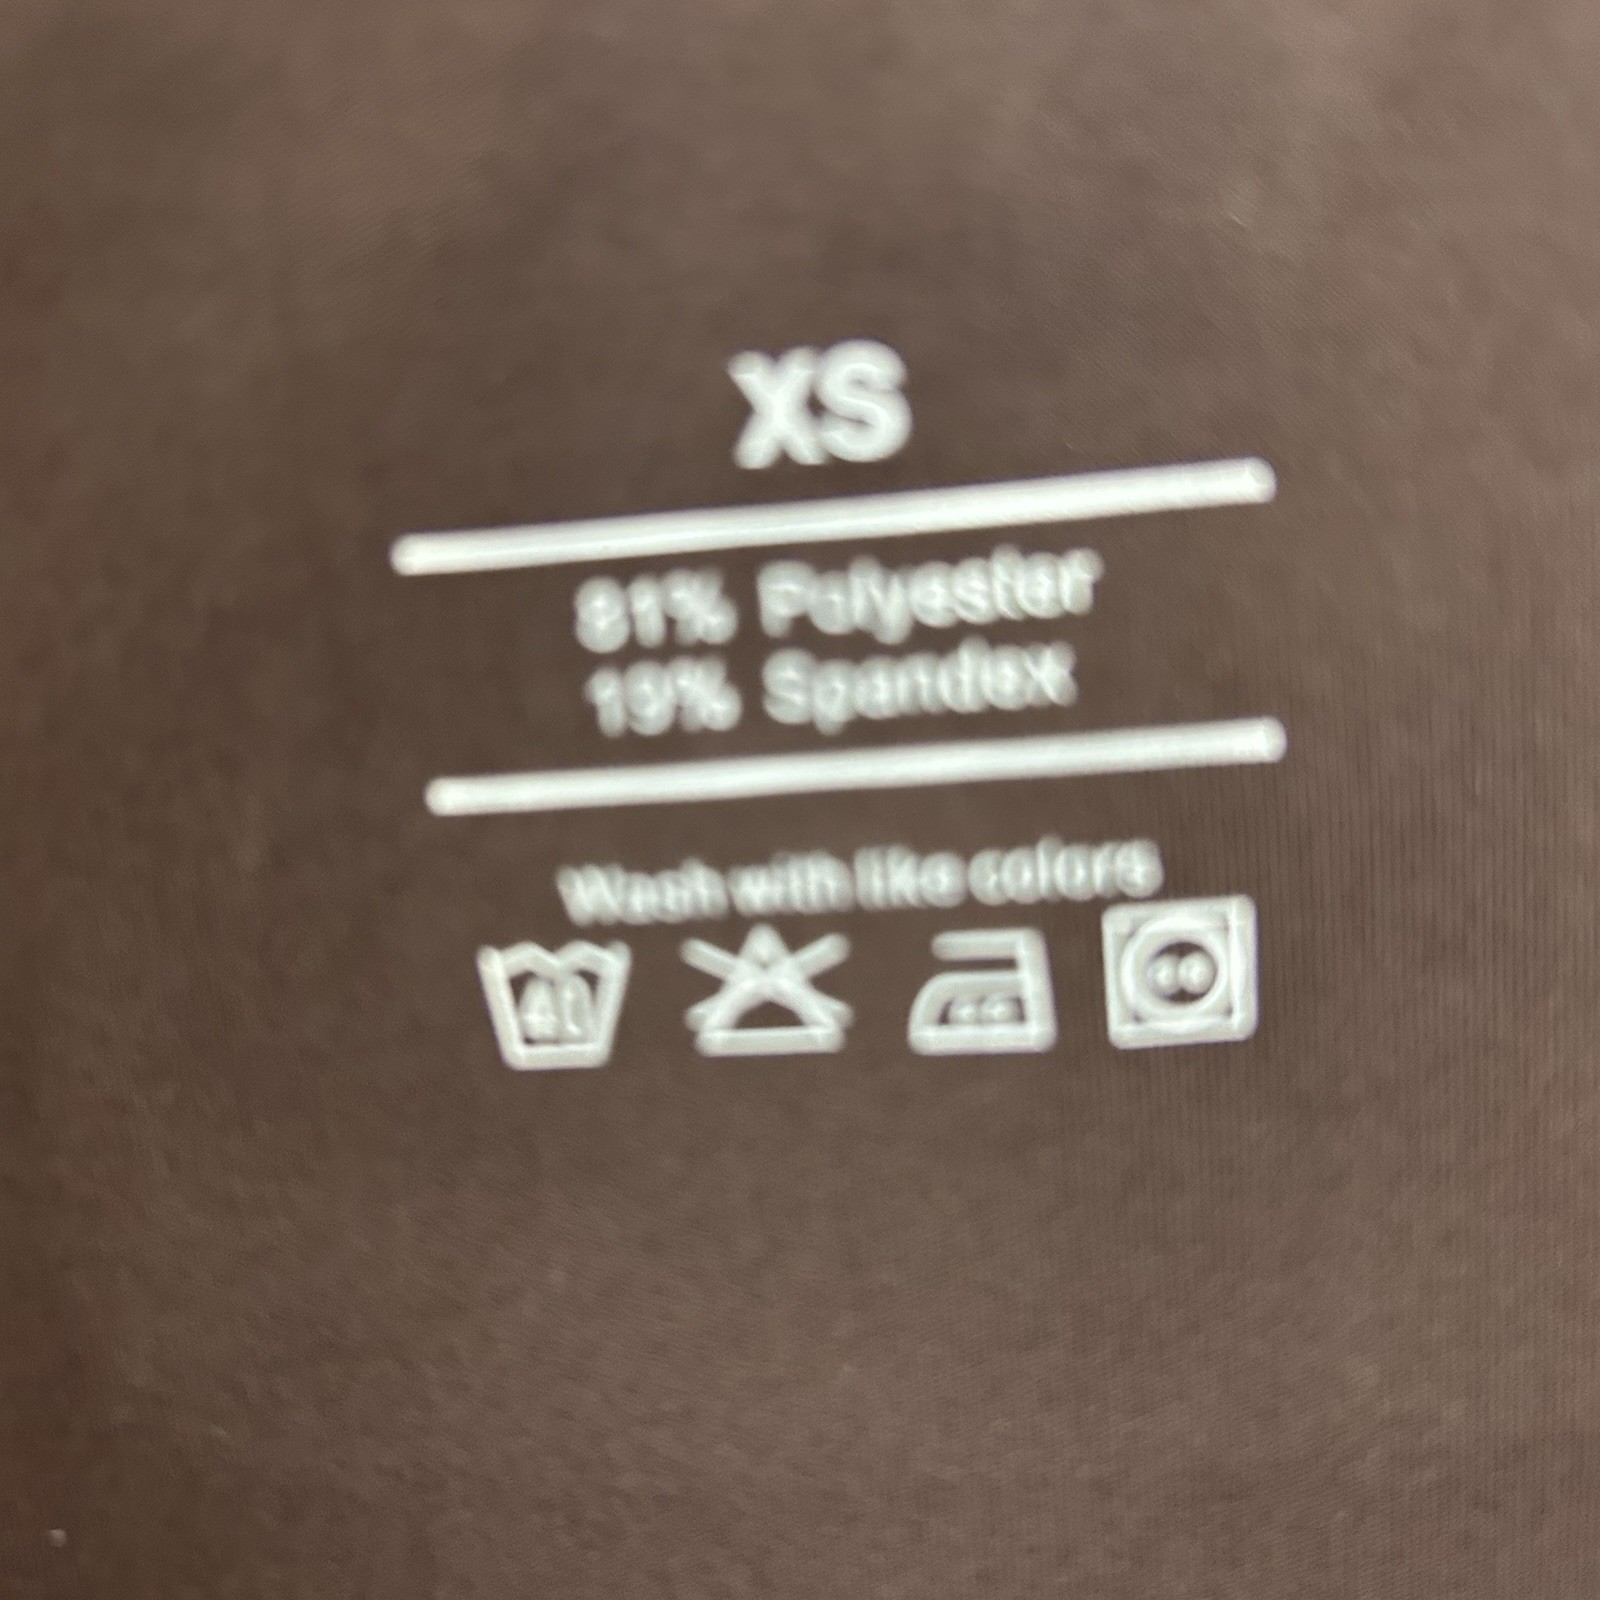 XS
81% Polyester
19% Spandex
Wash with like colors
40